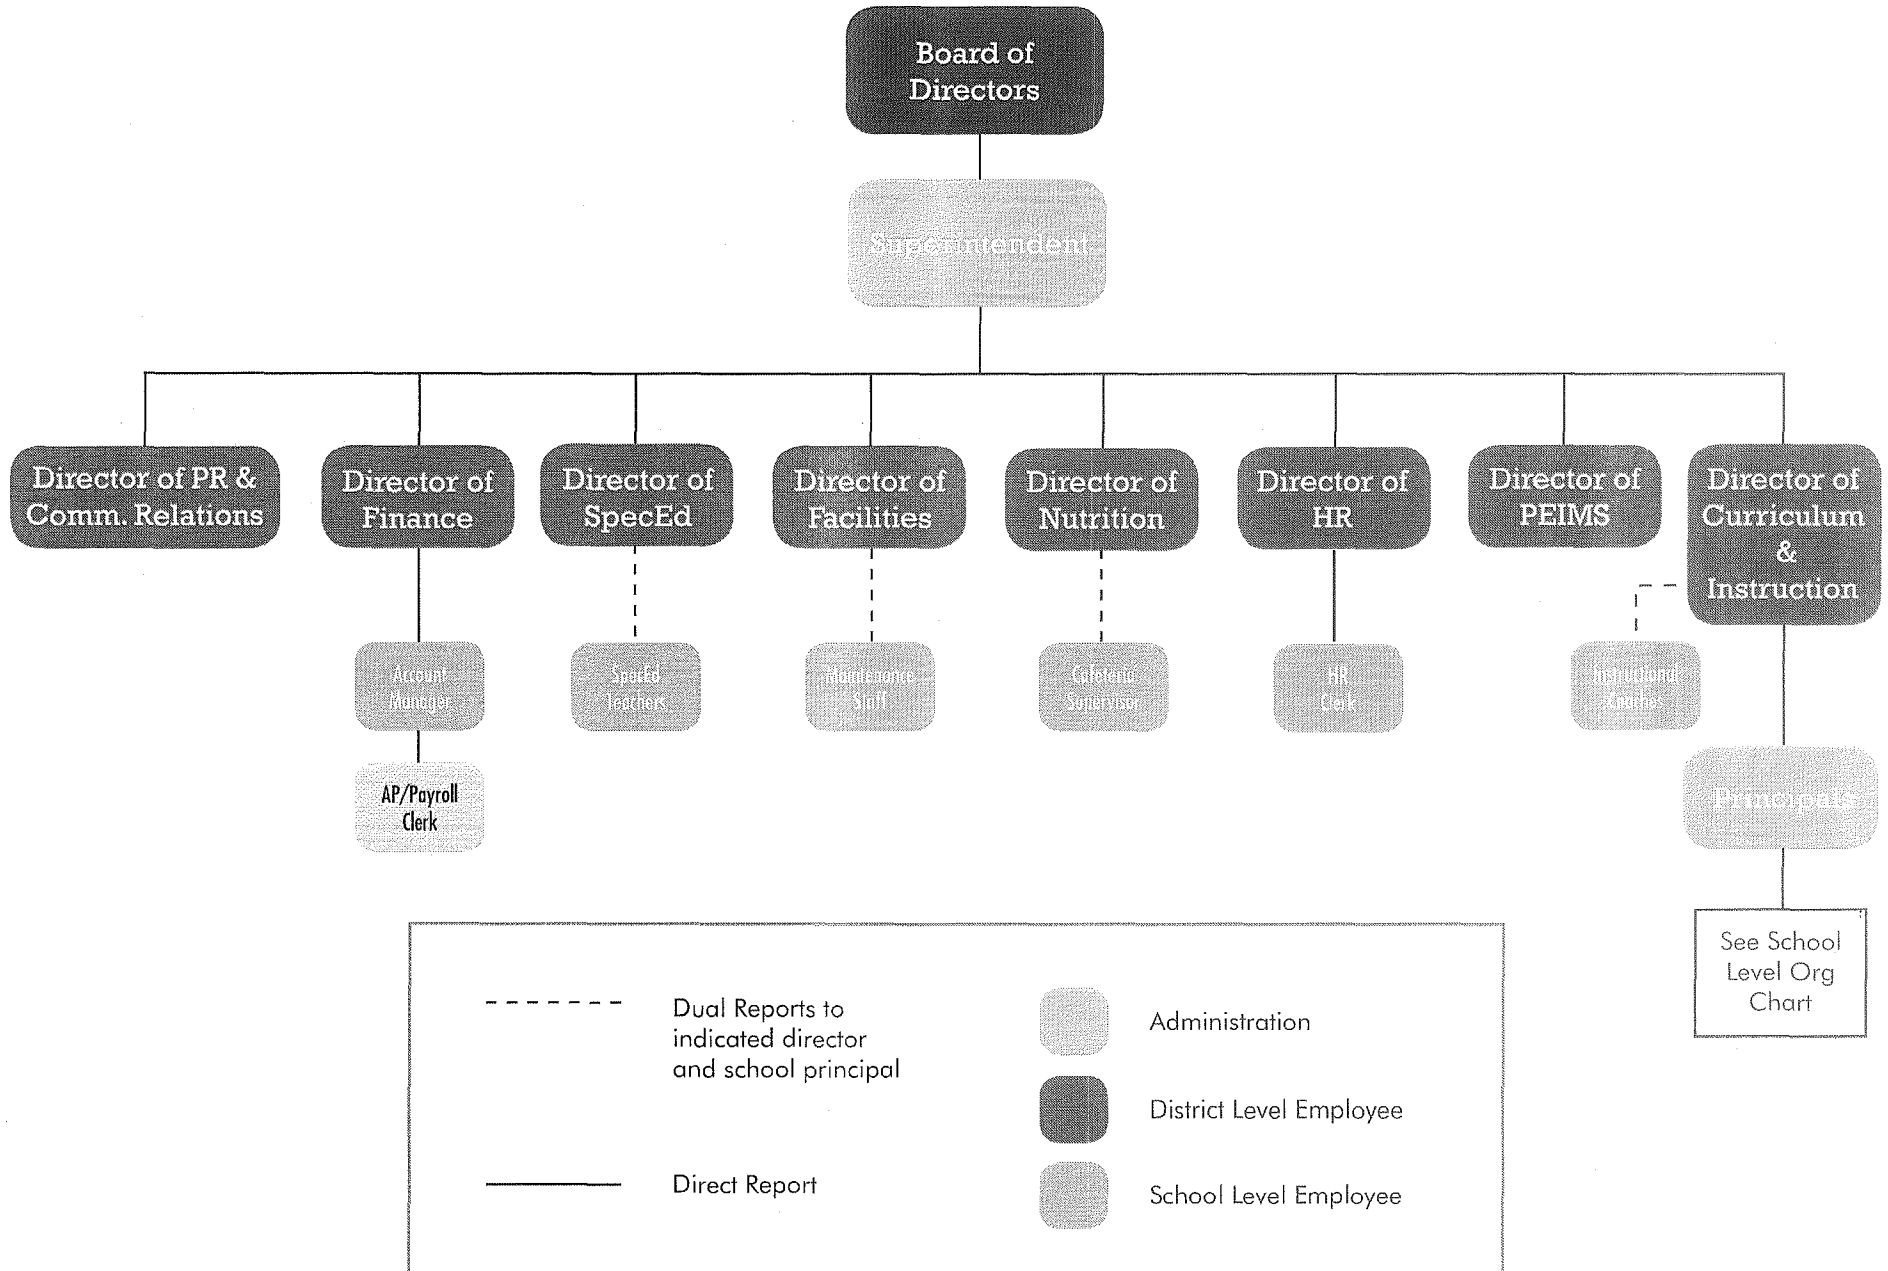 Board of
Directors
Superintendent
Director of PR &
Comm. Relations
Director of
Finance
Director of
SpecEd
Director of
Facilities
Director of
Nutrition
Director of
HR
Director of
PEIMS
Director of
Curriculum
&
Instruction
Account
Manager
SpecEd
Teachers
Maintenance
Staff
Cafeteria
Supervisor
HR
Clerk
Coaches
AP/Payroll
Clerk
Principals
See School
Level Org
Chart
Dual Reports to
indicated director
and school principal
Direct Report
Administration
District Level Employee
School Level Employee